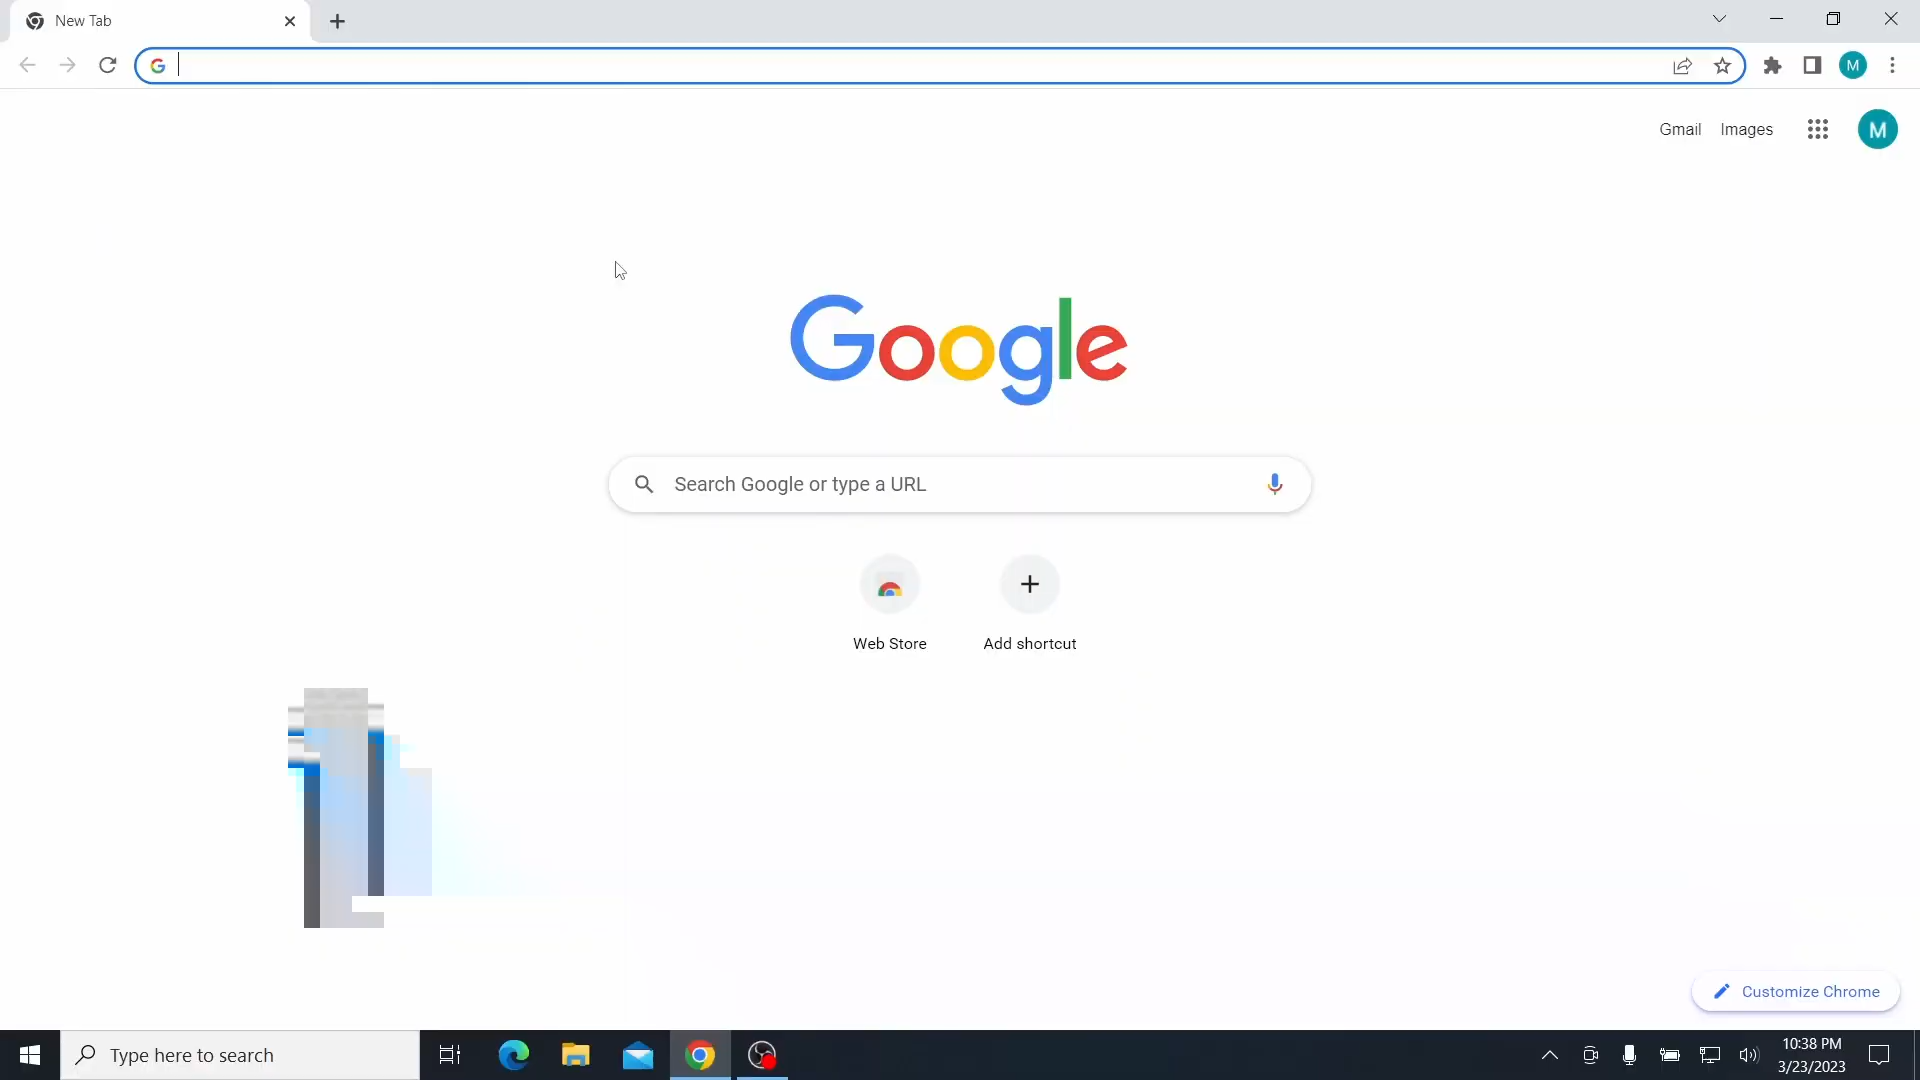 New Tab
M
Gmail
Images
M
Google
Search Google or type a URL
Web Store
Add shortcut
Customize Chrome
Type here to search
10:38 PM
3/23/2023